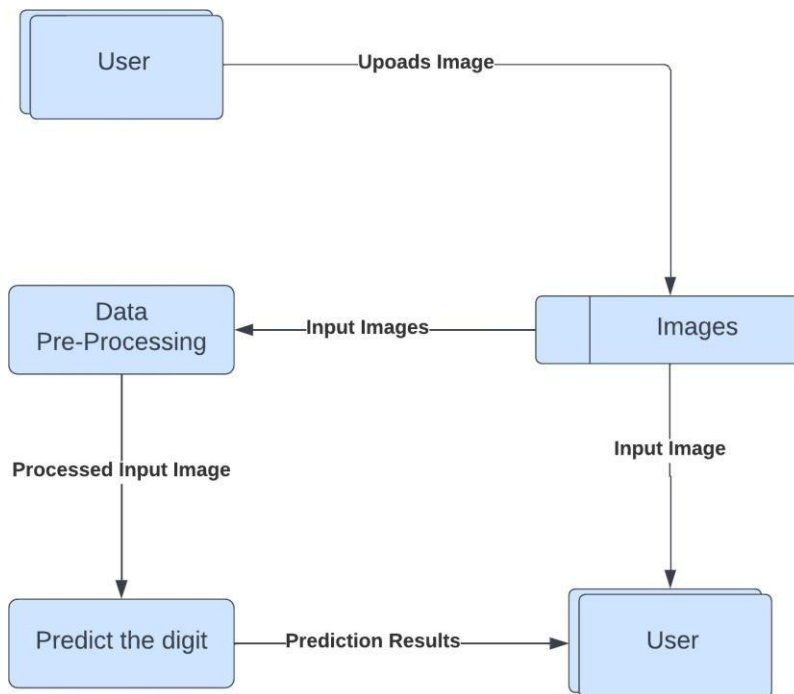 User
Upoads Image
Data
Pre-Processing
Input Images
Images
Processed Input Image
Input Image
Predict the digit
Prediction Results
User